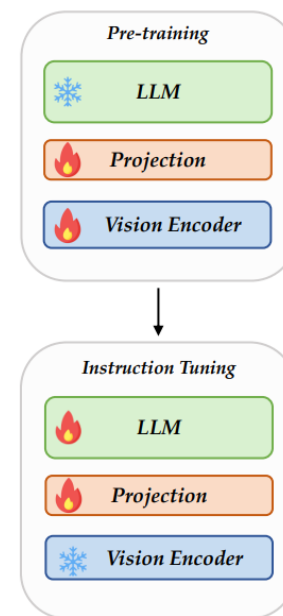 Pre-training
LLM
Projection
Vision Encoder
Instruction Tuning
LLM
Projection
Vision Encoder